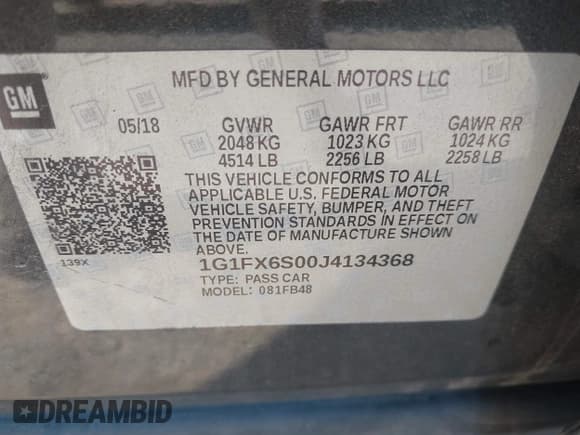 GM
MFD BY GENERAL MOTORS LLC
05/18 GVWR GAWR FRT GAWR RR
2048 KG 1023 KG 1024 KG
4514 LB 2256 LB 2258 LB
THIS VEHICLE CONFORMS TO ALL
APPLICABLE U.S. FEDERAL MOTOR
VEHICLE SAFETY, BUMPER, AND THEFT
PREVENTION STANDARDS IN EFFECT ON
THE DATE OF MANUFACTURE SHOWN
ABOVE.
139X
1G1FX6S00J4134368
TYPE: PASS CAR
MODEL: 081FB48
DREAMBID